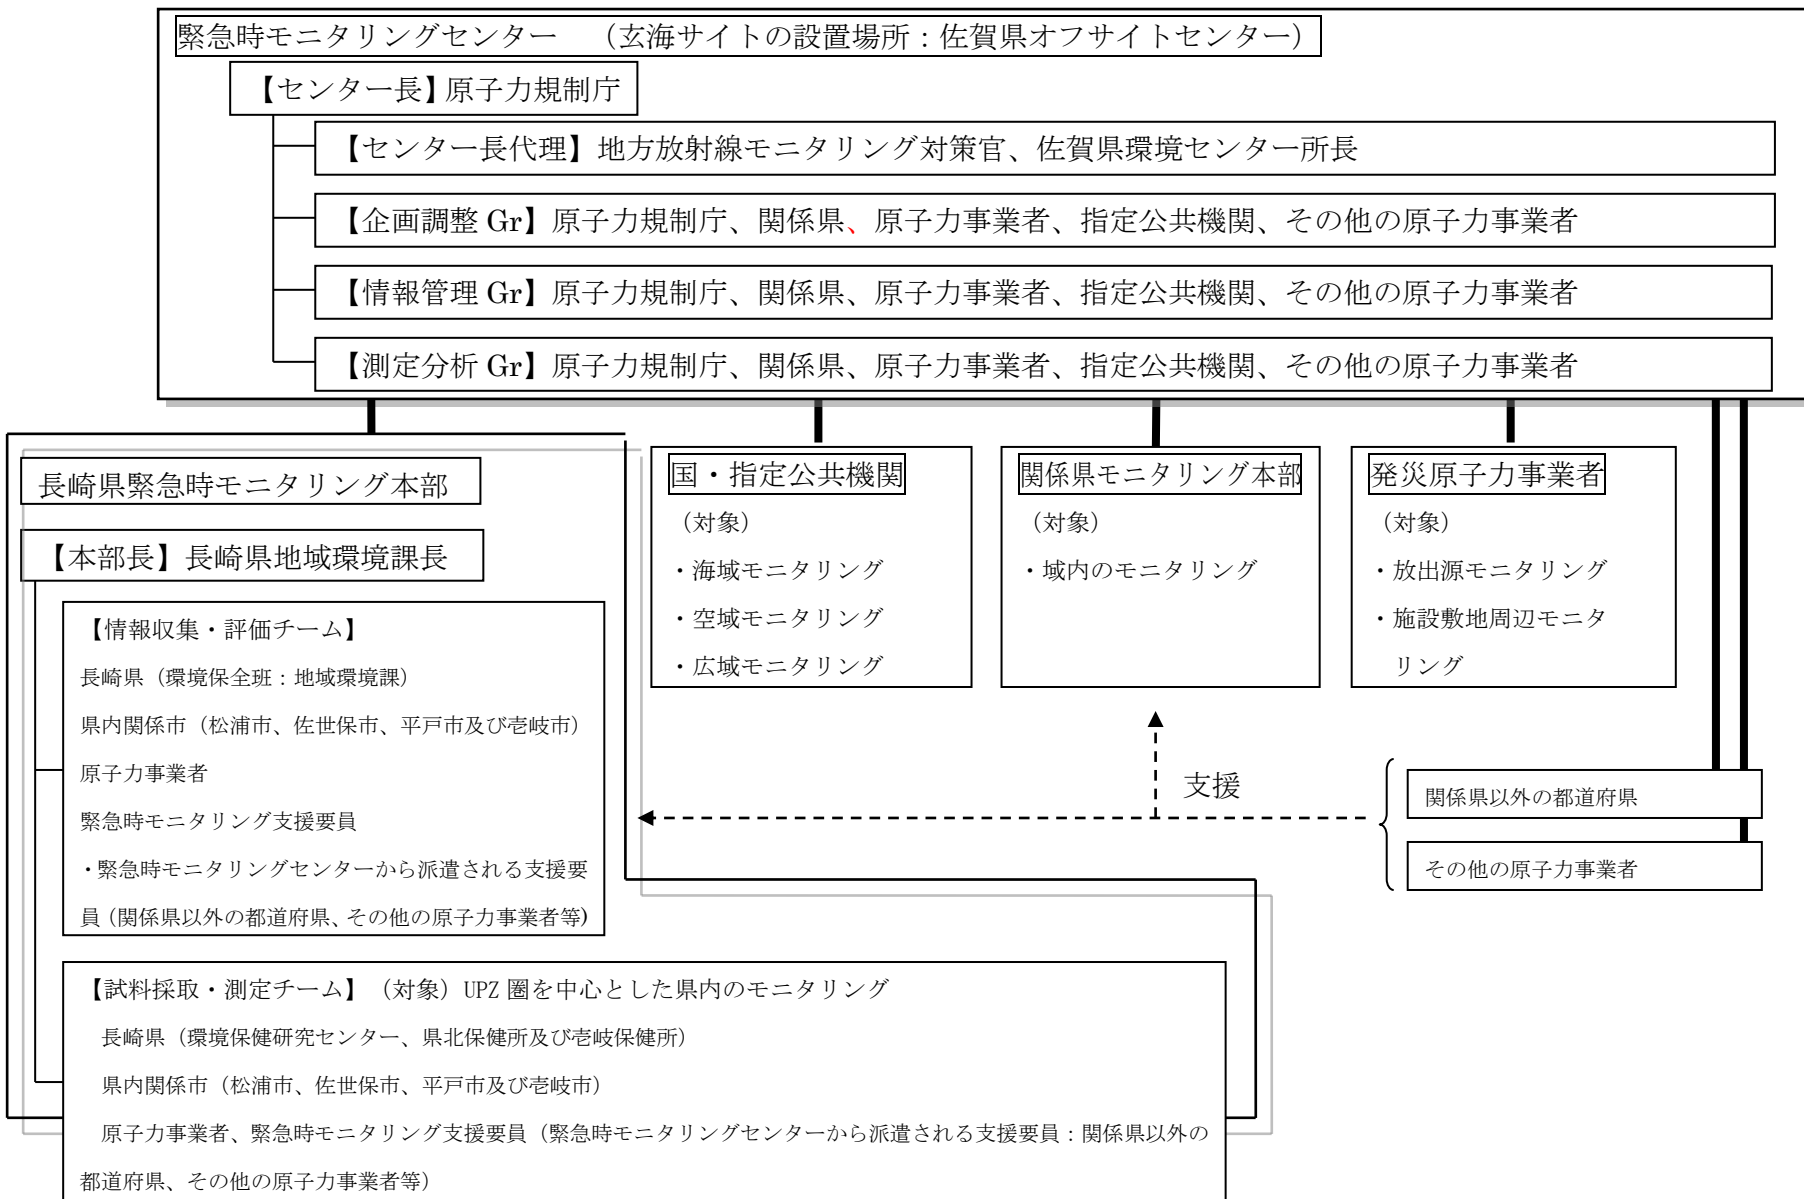 緊急時モニタリングセンター （玄海サイトの設置場所：佐賀県オフサイトセンター）
【センター長】原子力規制庁
【センター長代理】地方放射線モニタリング対策官、佐賀県環境センター所長
【企画調整 Gr】原子力規制庁、関係県、原子力事業者、指定公共機関、その他の原子力事業者
【情報管理 Gr】原子力規制庁、関係県、原子力事業者、指定公共機関、その他の原子力事業者
【測定分析 Gr】原子力規制庁、関係県、原子力事業者、指定公共機関、その他の原子力事業者
長崎県緊急時モニタリング本部
【本部長】長崎県地域環境課長
【情報収集・評価チーム】
長崎県（環境保全班：地域環境課）
県内関係市（松浦市、佐世保市、平戸市及び壱岐市）
原子力事業者
緊急時モニタリング支援要員
・緊急時モニタリングセンターから派遣される支援要
員（関係県以外の都道府県、その他の原子力事業者等)
国・指定公共機関
（対象）
・海域モニタリング
・空域モニタリング
・広域モニタリング
関係県モニタリング本部
（対象）
・域内のモニタリング
発災原子力事業者
（対象）
・放出源モニタリング
・施設敷地周辺モニタ
リング
支援
関係県以外の都道府県
その他の原子力事業者
【試料採取・測定チーム】（対象）UPZ 圏を中心とした県内のモニタリング
長崎県（環境保健研究センター、県北保健所及び壱岐保健所）
県内関係市（松浦市、佐世保市、平戸市及び壱岐市）
原子力事業者、緊急時モニタリング支援要員（緊急時モニタリングセンターから派遣される支援要員：関係県以外の
都道府県、その他の原子力事業者等）